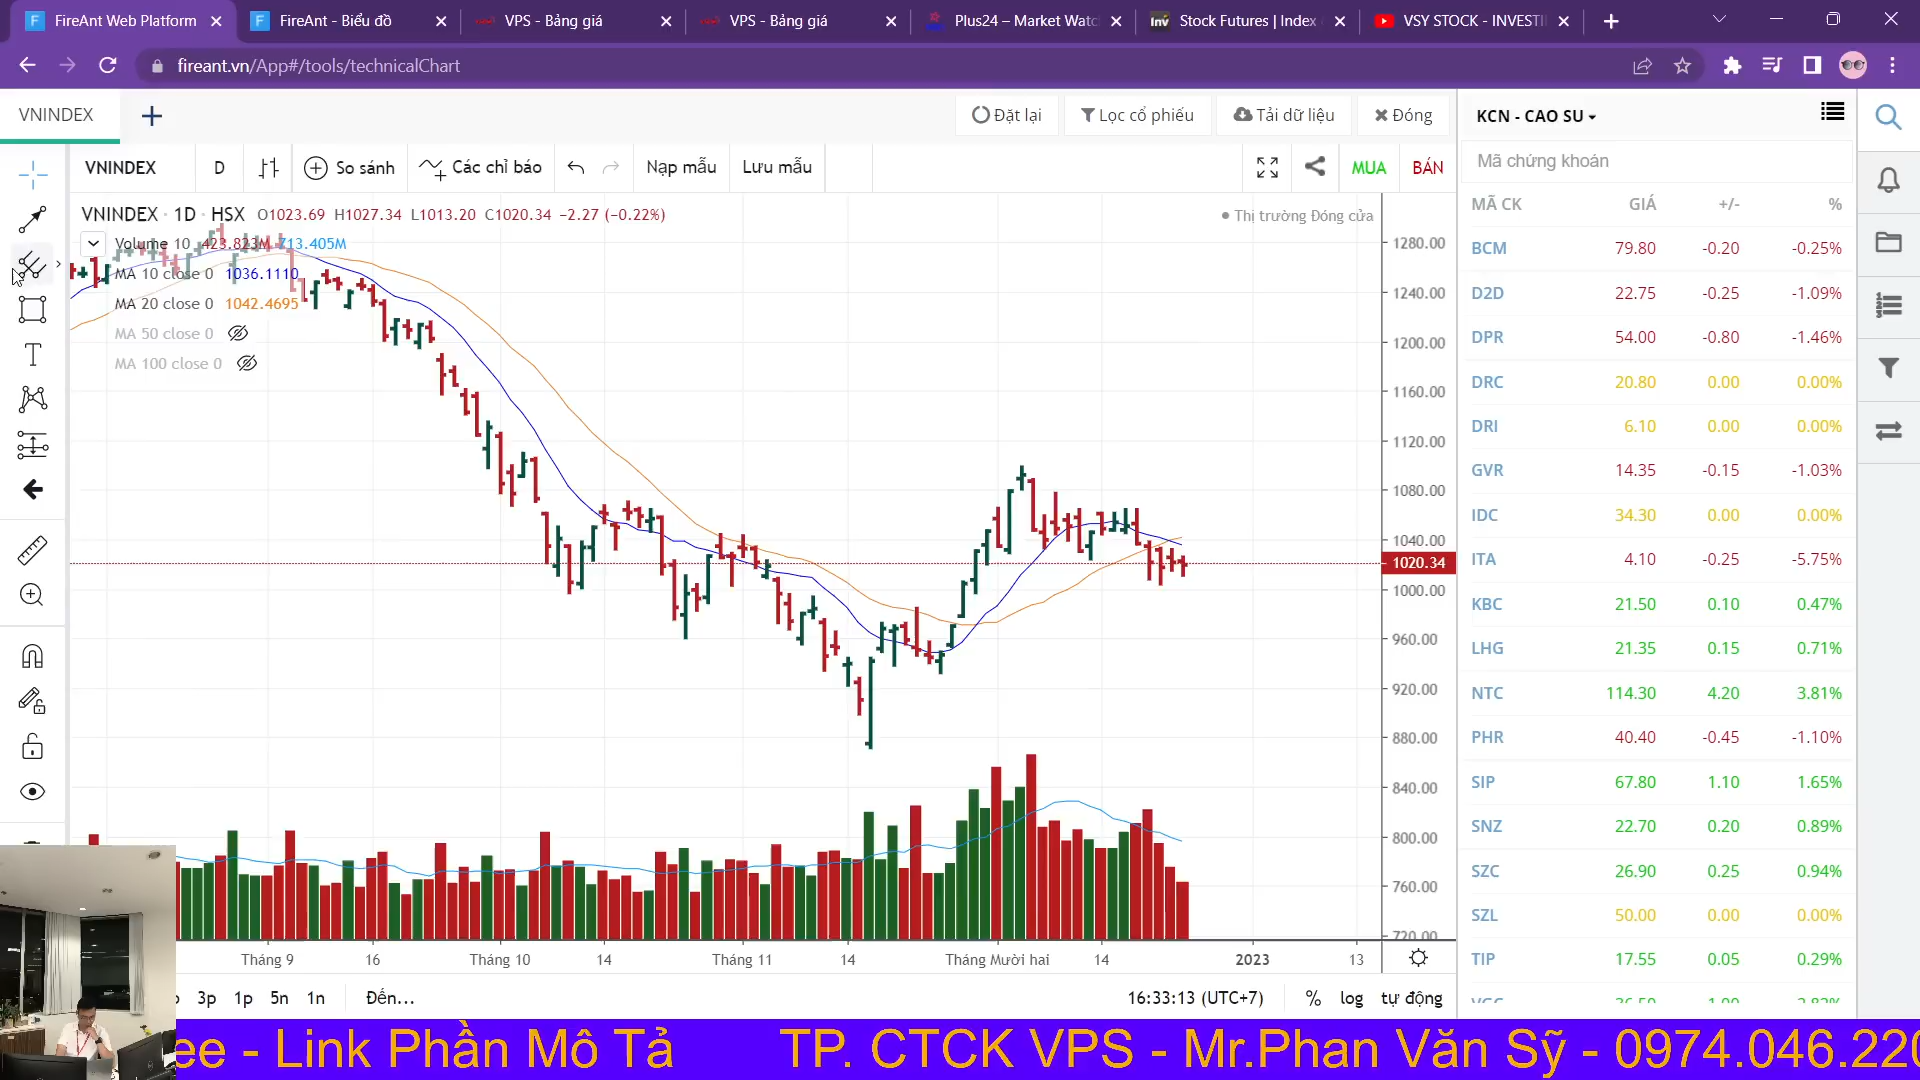 FireAnt Web Platform
FireAnt - Biểu đồ
VPS - Bảng giá
VPS - Bảng giá
Plus24 – Market Watc
Stock Futures | Index
VSY STOCK - INVESTI
fireant.vn/App#/tools/technicalChart
VNINDEX
Đặt lại
Lọc cổ phiếu
Tải dữ liệu
Đóng
VNINDEX
D
So sánh
Các chỉ báo
Nạp mẫu
Lưu mẫu
MUA
BÁN
VNINDEX · 1D · HSX O1023.69 H1027.34 L1013.20 C1020.34 -2.27 (-0.22%)
Thị trường Đóng cửa
Volume 10 423.823M 713.405M
MA 10 close 0 1036.1110
MA 20 close 0 1042.4695
MA 50 close 0
MA 100 close 0
1280.00
1240.00
1200.00
1160.00
1120.00
1080.00
1040.00
1020.34
1000.00
960.00
920.00
880.00
840.00
800.00
760.00
720.00
Tháng 9
16
Tháng 10
14
Tháng 11
14
Tháng Mười hai
14
2023
13
3p 1p 5n 1n
Đến...
16:33:13 (UTC+7)
% log tự động
KCN - CAO SU
Mã chứng khoán
MÃ CK GIÁ +/- %
BCM 79.80 -0.20 -0.25%
D2D 22.75 -0.25 -1.09%
DPR 54.00 -0.80 -1.46%
DRC 20.80 0.00 0.00%
DRI 6.10 0.00 0.00%
GVR 14.35 -0.15 -1.03%
IDC 34.30 0.00 0.00%
ITA 4.10 -0.25 -5.75%
KBC 21.50 0.10 0.47%
LHG 21.35 0.15 0.71%
NTC 114.30 4.20 3.81%
PHR 40.40 -0.45 -1.10%
SIP 67.80 1.10 1.65%
SNZ 22.70 0.20 0.89%
SZC 26.90 0.25 0.94%
SZL 50.00 0.00 0.00%
TIP 17.55 0.05 0.29%
ee - Link Phần Mô Tả TP. CTCK VPS - Mr.Phan Văn Sỹ - 0974.046.220